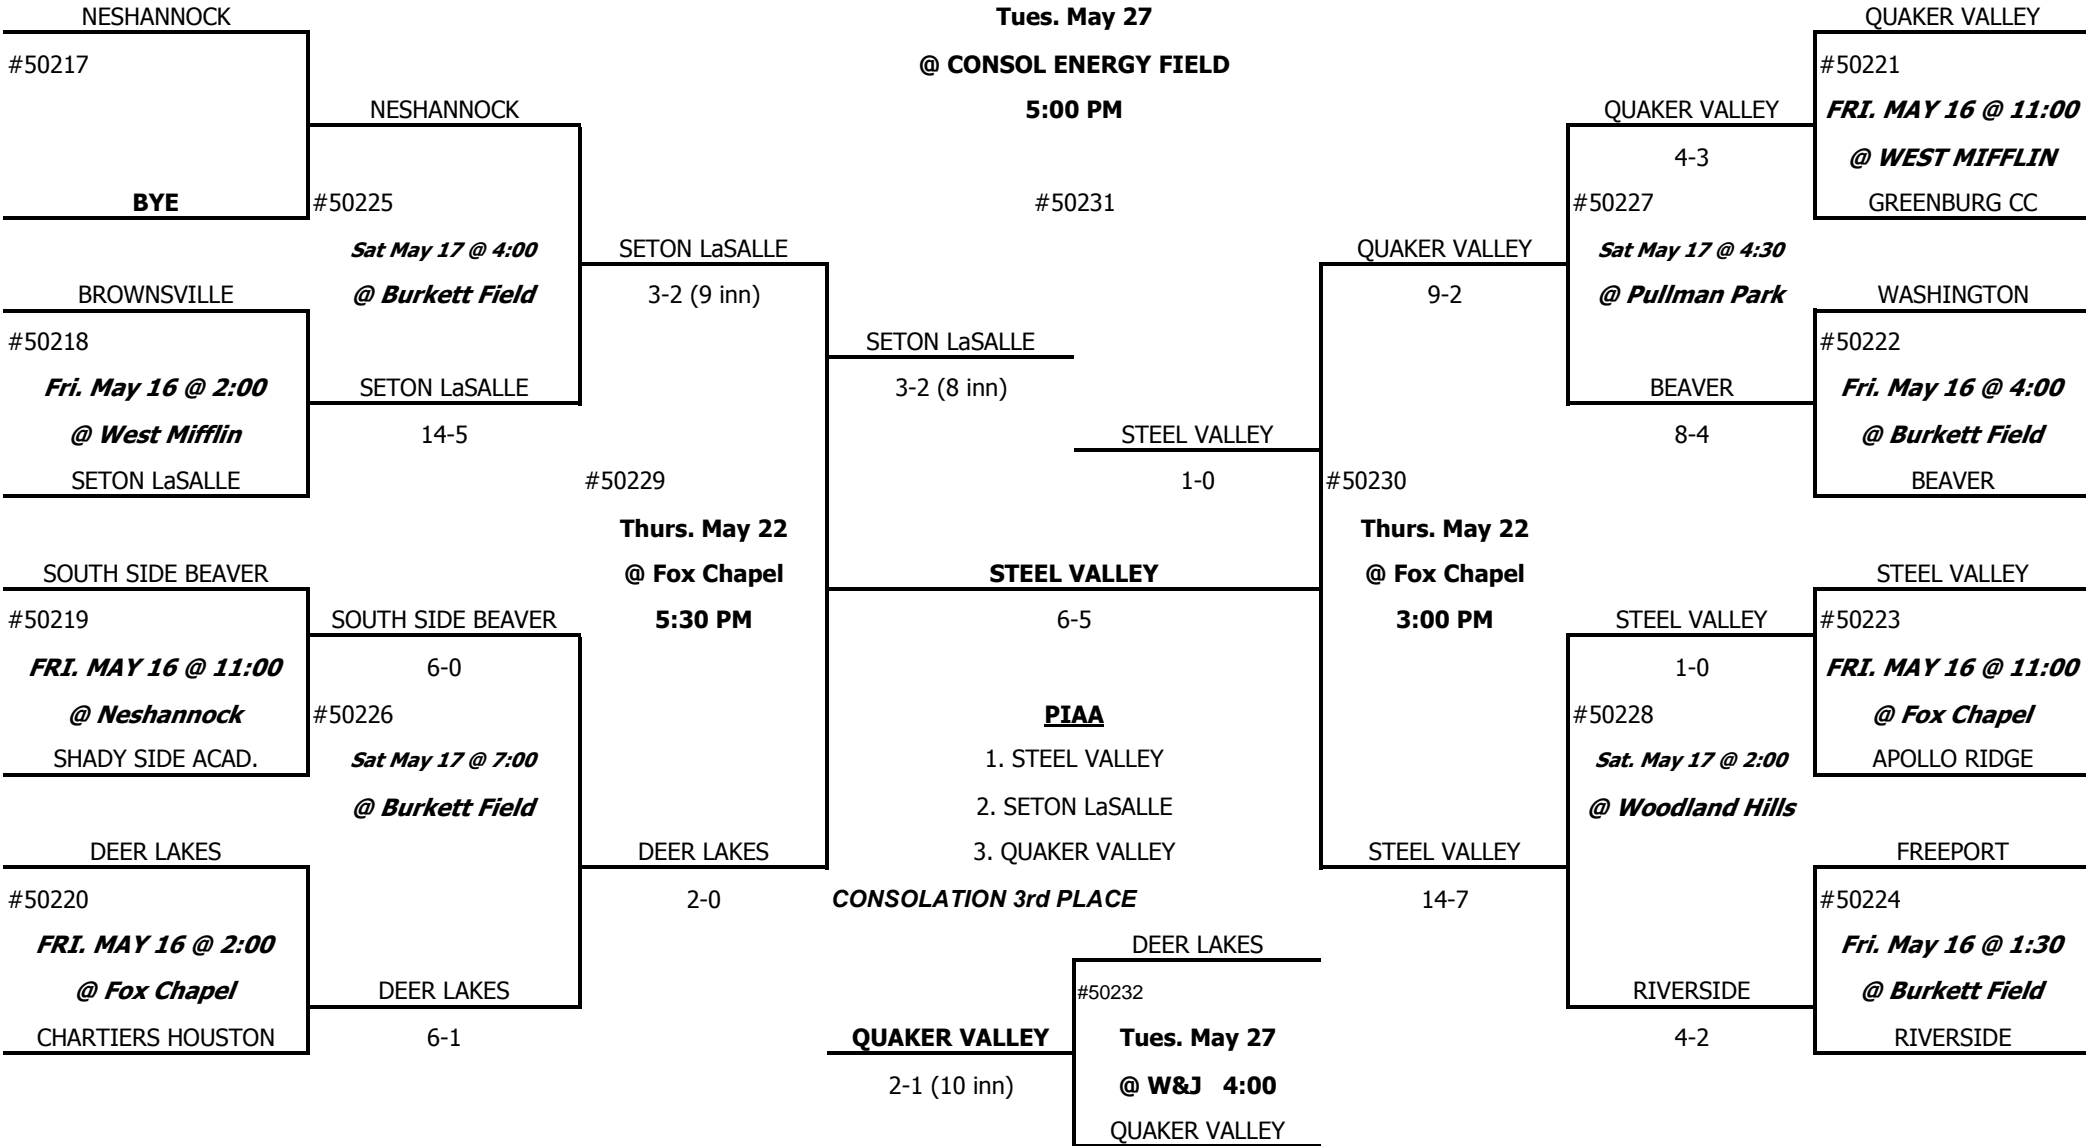 NESHANNOCK
#50217
BYE
BROWNSVILLE
#50218
Fri. May 16 @ 2:00
@ West Mifflin
SETON LaSALLE
SOUTH SIDE BEAVER
#50219
FRI. MAY 16 @ 11:00
@ Neshannock
SHADY SIDE ACAD.
DEER LAKES
#50220
FRI. MAY 16 @ 2:00
@ Fox Chapel
CHARTIERS HOUSTON
NESHANNOCK
#50225
Sat May 17 @ 4:00
@ Burkett Field
SETON LaSALLE
14-5
SOUTH SIDE BEAVER
6-0
#50226
Sat May 17 @ 7:00
@ Burkett Field
DEER LAKES
6-1
SETON LaSALLE
3-2 (9 inn)
#50229
Thurs. May 22
@ Fox Chapel
5:30 PM
DEER LAKES
2-0
Tues. May 27
@ CONSOL ENERGY FIELD
5:00 PM
#50231
SETON LaSALLE
3-2 (8 inn)
STEEL VALLEY
1-0
STEEL VALLEY
6-5
PIAA
1. STEEL VALLEY
2. SETON LaSALLE
3. QUAKER VALLEY
CONSOLATION 3rd PLACE
DEER LAKES
#50232
QUAKER VALLEY
2-1 (10 inn)
Tues. May 27
@ W&J 4:00
QUAKER VALLEY
QUAKER VALLEY
9-2
#50230
Thurs. May 22
@ Fox Chapel
3:00 PM
STEEL VALLEY
14-7
QUAKER VALLEY
4-3
#50227
Sat May 17 @ 4:30
@ Pullman Park
BEAVER
8-4
STEEL VALLEY
1-0
#50228
Sat. May 17 @ 2:00
@ Woodland Hills
RIVERSIDE
4-2
QUAKER VALLEY
#50221
FRI. MAY 16 @ 11:00
@ WEST MIFFLIN
GREENBURG CC
WASHINGTON
#50222
Fri. May 16 @ 4:00
@ Burkett Field
BEAVER
STEEL VALLEY
#50223
FRI. MAY 16 @ 11:00
@ Fox Chapel
APOLLO RIDGE
FREEPORT
#50224
Fri. May 16 @ 1:30
@ Burkett Field
RIVERSIDE